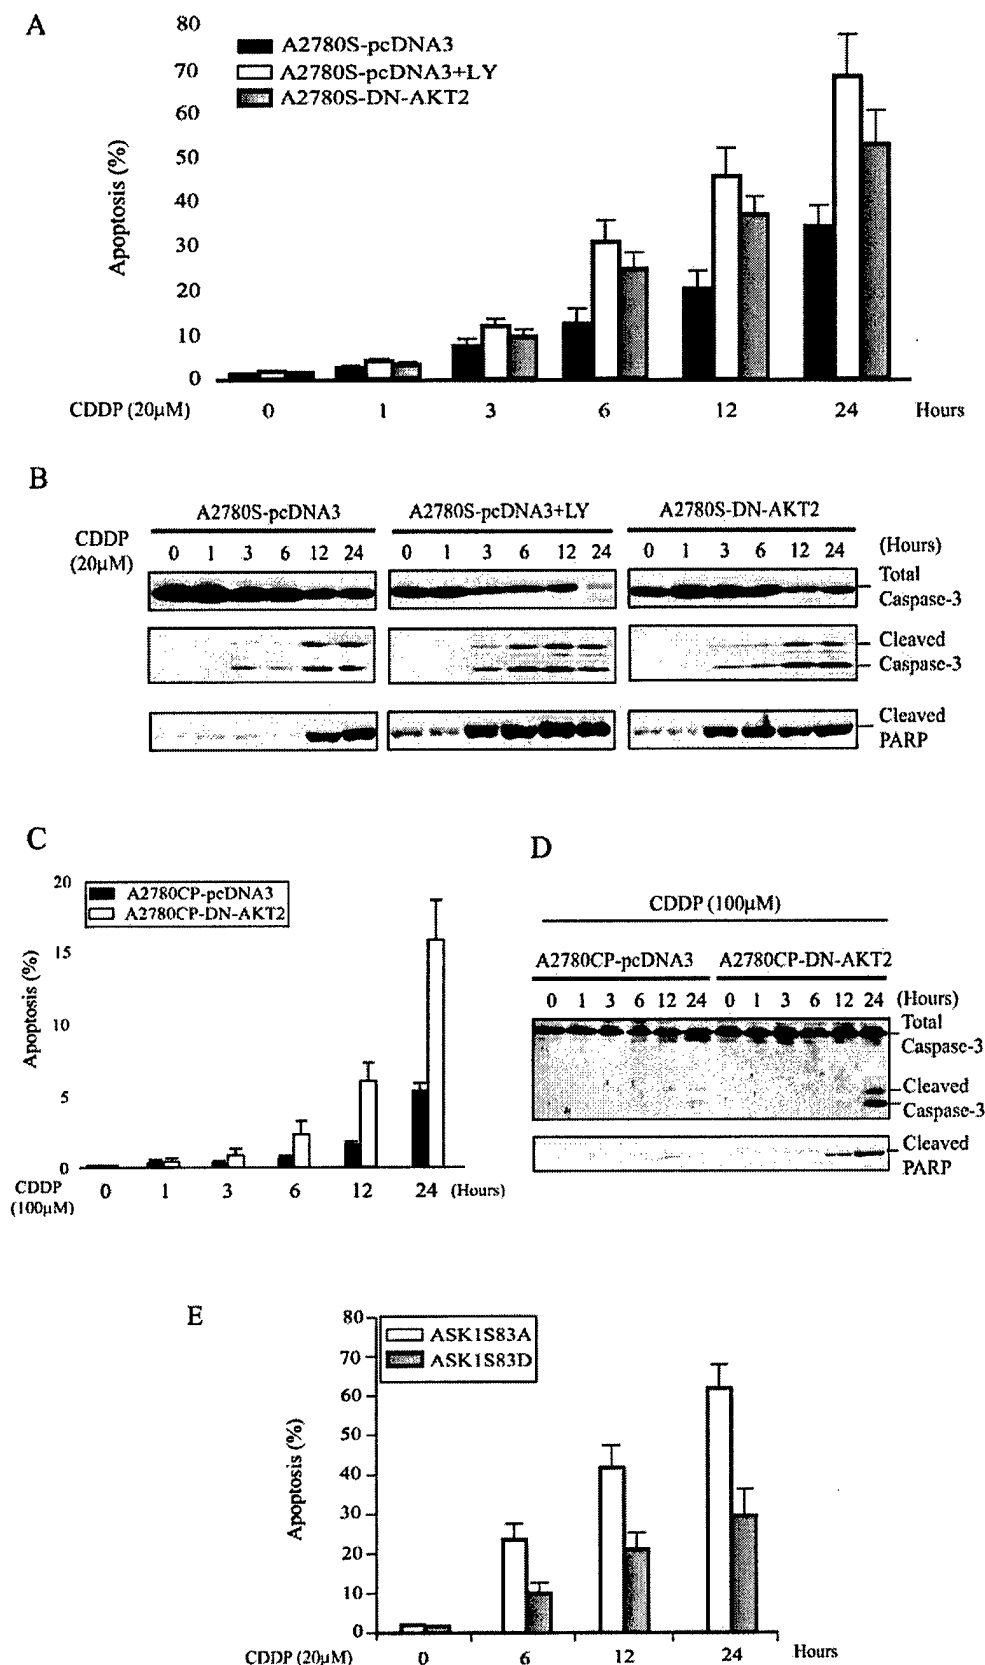 A
80
70
60
50
40
30
20
10
0
Apoptosis (%)
A2780S-pcDNA3
A2780S-pcDNA3+LY
A2780S-DN-AKT2
CDDP (20µM) 0 1 3 6 12 24 Hours
B
A2780S-pcDNA3 A2780S-pcDNA3+LY A2780S-DN-AKT2
CDDP
(20µM)
0 1 3 6 12 24 0 1 3 6 12 24 0 1 3 6 12 24 (Hours)
Total
Caspase-3
Cleaved
Caspase-3
Cleaved
PARP
C
20
15
10
5
0
Apoptosis (%)
A2780CP-pcDNA3
A2780CP-DN-AKT2
CDDP
(100µM)
0 1 3 6 12 24 (Hours)
D
CDDP (100µM)
A2780CP-pcDNA3 A2780CP-DN-AKT2
0 1 3 6 12 24 0 1 3 6 12 24 (Hours)
Total
Caspase-3
Cleaved
Caspase-3
Cleaved
PARP
E
80
70
60
50
40
30
20
10
0
Apoptosis (%)
ASK1S83A
ASK1S83D
CDDP (20µM) 0 6 12 24 Hours